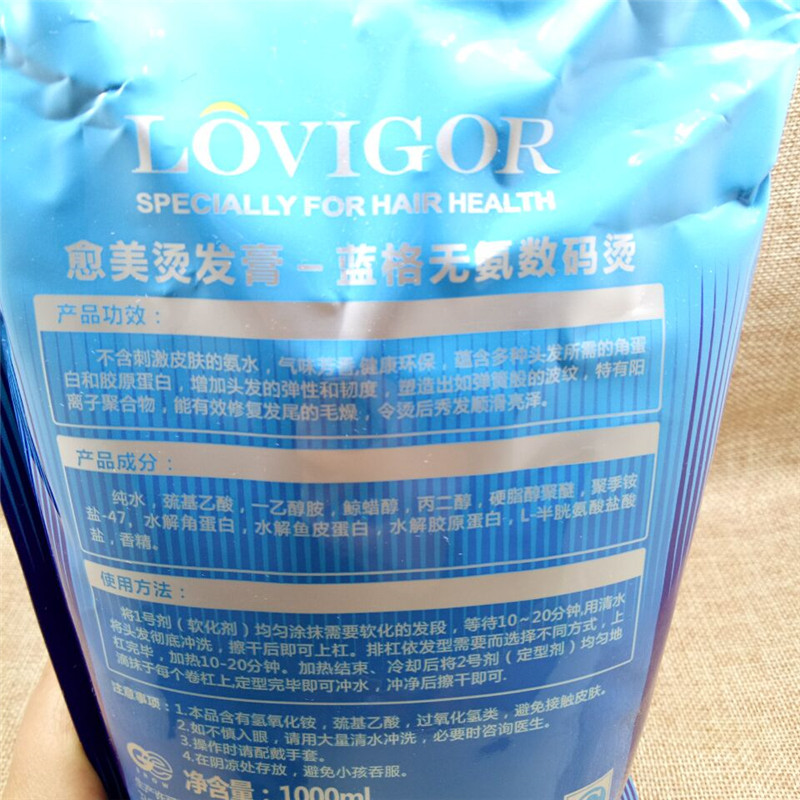 LOVIGOR
SPECIALLY FOR HAIR HEALTH
愈美烫发膏－蓝格无氨数码烫
产品功效：
不含刺激皮肤的氨水，气味芳香,健康环保，蕴含多种头发所需的角蛋
白和胶原蛋白，增加头发的弹性和韧度，塑造出如弹簧般的波纹，特有阳
离子聚合物，能有效修复发尾的毛燥，令烫后秀发顺滑亮泽。
产品成分：
纯水，巯基乙酸，一乙醇胺，鲸蜡醇，丙二醇，硬脂醇聚醚，聚季铵
盐-47，水解角蛋白，水解鱼皮蛋白，水解胶原蛋白，L-半胱氨酸盐酸
盐，香精。
使用方法：
将1号剂（软化剂）均匀涂抹需要软化的发段，等待10~20分钟,用清水
将头发彻底冲洗，擦干后即可上杠。排杠依发型需要而选择不同方式，上
杠完毕，加热10-20分钟。加热结束、冷却后将2号剂（定型剂）均匀地
滴抹于每个卷杠上,定型完毕即可冲水，冲净后擦干即可.
注意事项：1.本品含有氢氧化铵，巯基乙酸，过氧化氢类，避免接触皮肤。
2.如不慎入眼，请用大量清水冲洗，必要时咨询医生。
3.操作时请配戴手套。
4.在阴凉处存放，避免小孩吞服。
净含量：1000ml